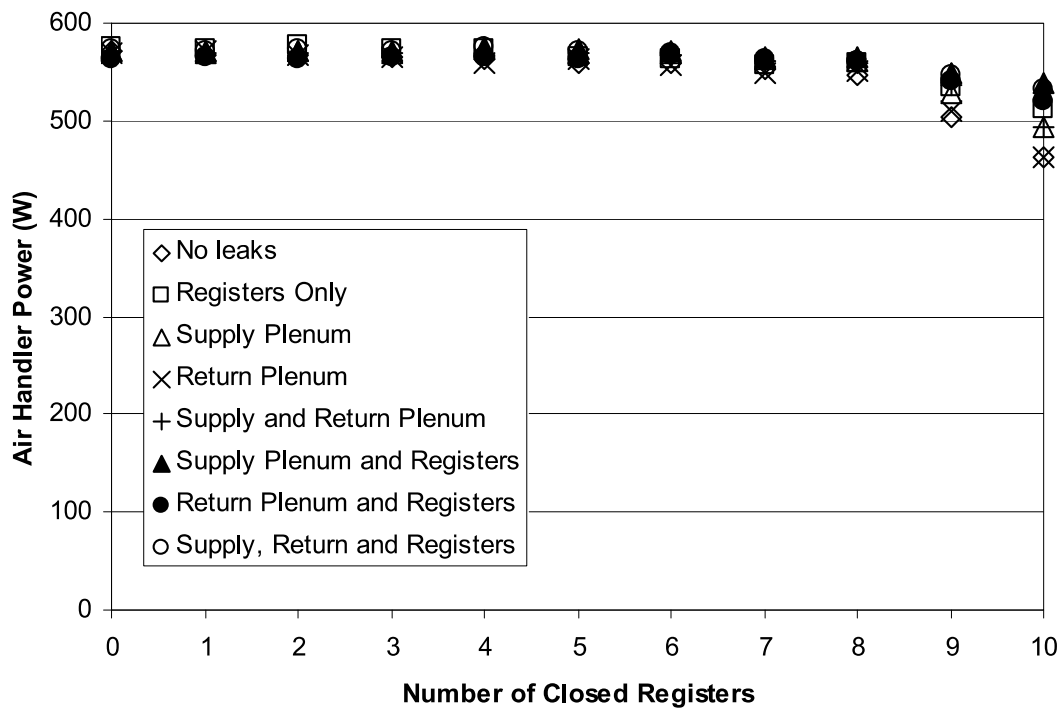 600
500
400
300
200
100
0
Air Handler Power (W)
No leaks
Registers Only
Supply Plenum
Return Plenum
Supply and Return Plenum
Supply Plenum and Registers
Return Plenum and Registers
Supply, Return and Registers
0 1 2 3 4 5 6 7 8 9 10
Number of Closed Registers